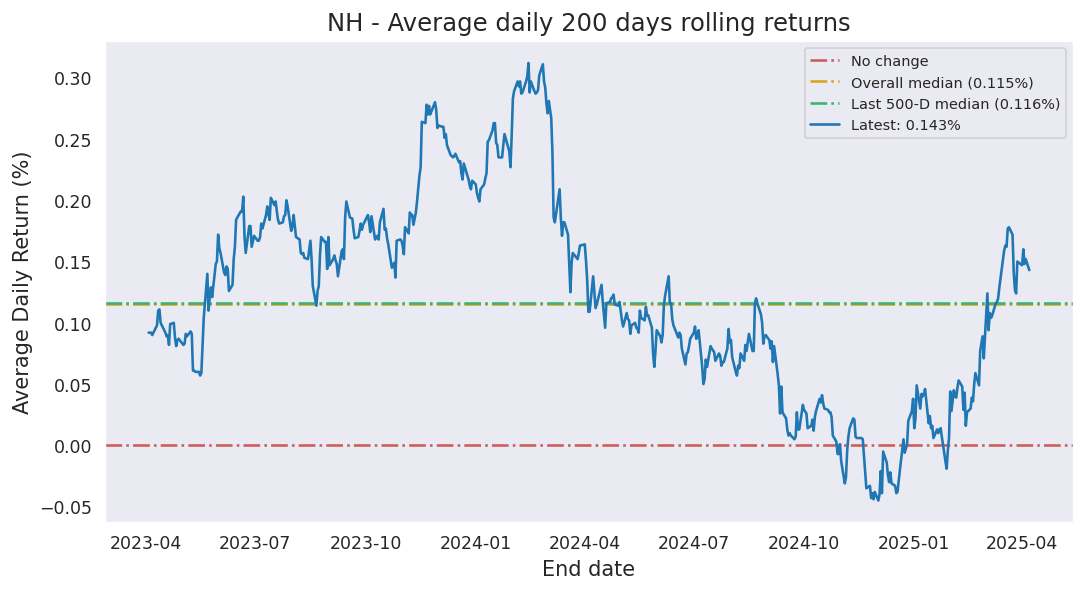 NH - Average daily 200 days rolling returns
No change
Overall median (0.115%)
Last 500-D median (0.116%)
Latest: 0.143%
Average Daily Return (%)
0.30
0.25
0.20
0.15
0.10
0.05
0.00
−0.05
2023-04 2023-07 2023-10 2024-01 2024-04 2024-07 2024-10 2025-01 2025-04
End date